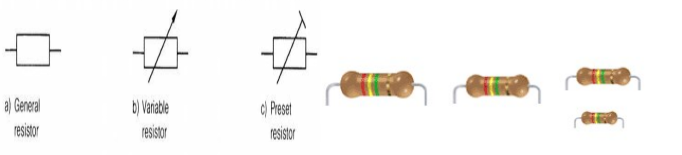 a) General
resistor
b) Variable
resistor
c) Preset
resistor